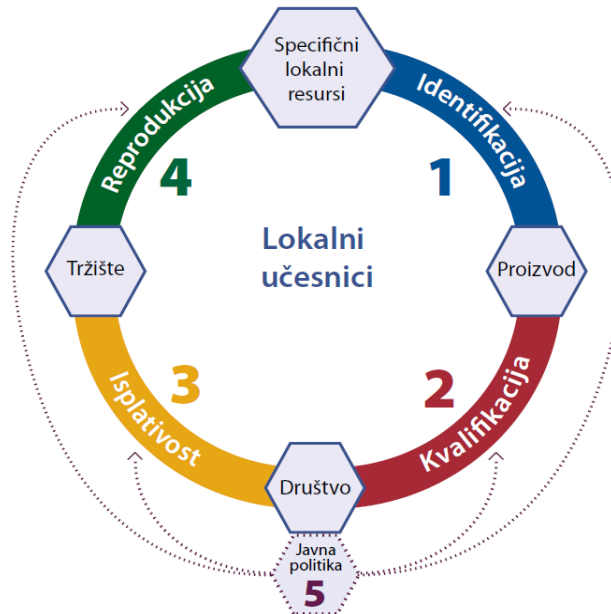 Specifični
lokalni
resursi
Identifikacija
1
Proizvod
Kvalifikacija
2
Društvo
Isplativost
3
Tržište
Reprodukcija
4
Lokalni
učesnici
Javna
politika
5